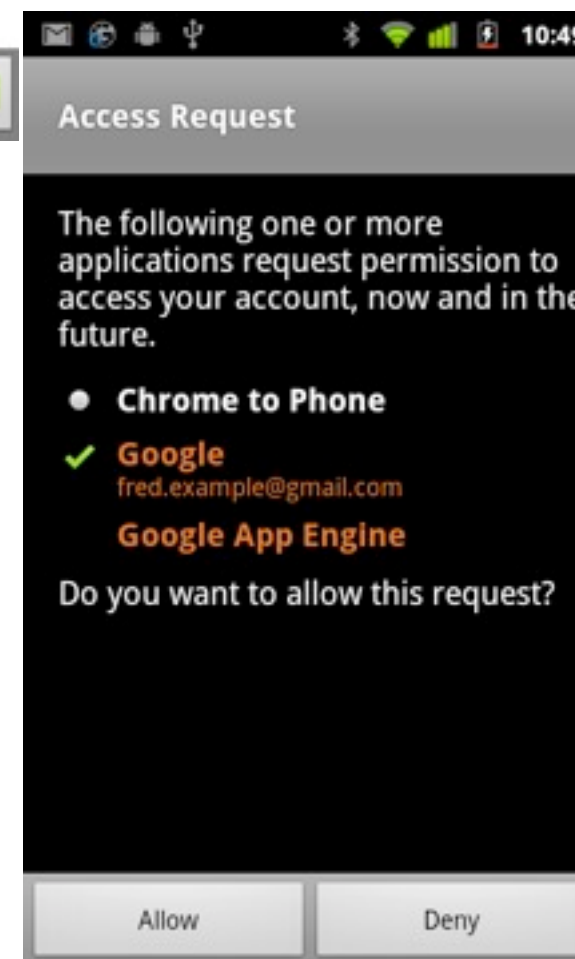 10:49
Access Request
The following one or more
applications request permission to
access your account, now and in the
future.
Chrome to Phone
Google
fred.example@gmail.com
Google App Engine
Do you want to allow this request?
Allow
Deny